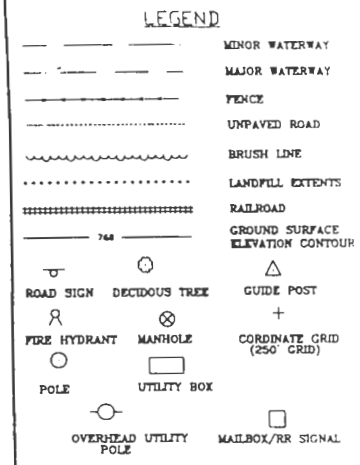 LEGEND
MINOR WATERWAY
MAJOR WATERWAY
FENCE
UNPAVED ROAD
BRUSH LINE
LANDFILL EXTENTS
RAILROAD
768
GROUND SURFACE
ELEVATION CONTOUR
ROAD SIGN DECIDOUS TREE GUIDE POST
FIRE HYDRANT MANHOLE CORDINATE GRID
(250' GRID)
POLE UTILITY BOX
OVERHEAD UTILITY MAILBOX/RR SIGNAL
POLE